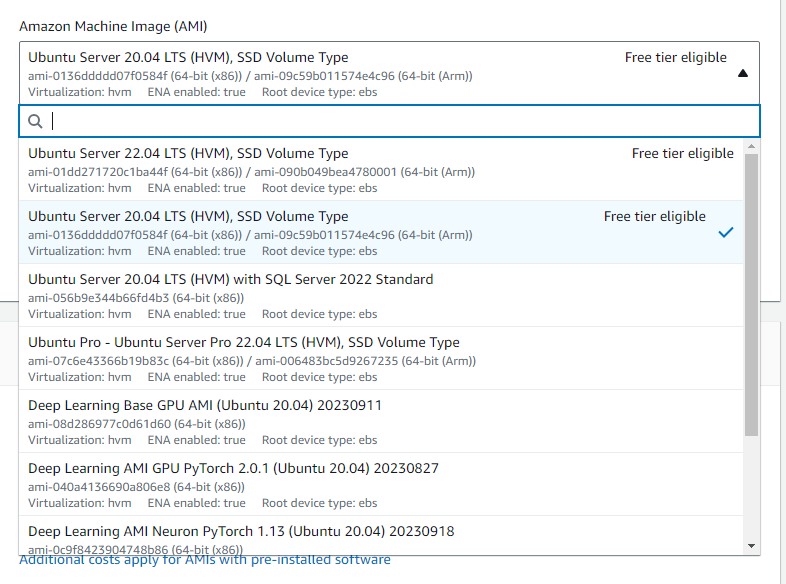 Amazon Machine Image (AMI)
Ubuntu Server 20.04 LTS (HVM), SSD Volume Type Free tier eligible
ami-0136ddddd07f0584f (64-bit (x86)) / ami-09c59b011574e4c96 (64-bit (Arm))
Virtualization: hvm ENA enabled: true Root device type: ebs
Ubuntu Server 22.04 LTS (HVM), SSD Volume Type Free tier eligible
ami-01dd271720c1ba44f (64-bit (x86)) / ami-090b049bea4780001 (64-bit (Arm))
Virtualization: hvm ENA enabled: true Root device type: ebs
Ubuntu Server 20.04 LTS (HVM), SSD Volume Type Free tier eligible
ami-0136ddddd07f0584f (64-bit (x86)) / ami-09c59b011574e4c96 (64-bit (Arm))
Virtualization: hvm ENA enabled: true Root device type: ebs
Ubuntu Server 20.04 LTS (HVM) with SQL Server 2022 Standard
ami-056b9e344b66fd4b3 (64-bit (x86))
Virtualization: hvm ENA enabled: true Root device type: ebs
Ubuntu Pro - Ubuntu Server Pro 22.04 LTS (HVM), SSD Volume Type
ami-07c6e43366b19b83c (64-bit (x86)) / ami-006483bc5d9267235 (64-bit (Arm))
Virtualization: hvm ENA enabled: true Root device type: ebs
Deep Learning Base GPU AMI (Ubuntu 20.04) 20230911
ami-08d286977c0d61d60 (64-bit (x86))
Virtualization: hvm ENA enabled: true Root device type: ebs
Deep Learning AMI GPU PyTorch 2.0.1 (Ubuntu 20.04) 20230827
ami-040a4136690a806e8 (64-bit (x86))
Virtualization: hvm ENA enabled: true Root device type: ebs
Deep Learning AMI Neuron PyTorch 1.13 (Ubuntu 20.04) 20230918
ami-0c9f8423904748b86 (64-bit (x86))
Additional costs apply for AMIs with pre-installed software